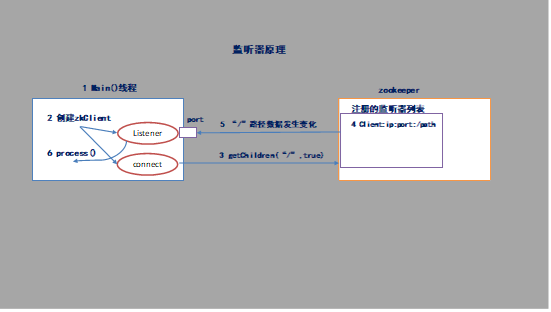 监听器原理
1 Main()线程
zookeeper
注册的监听器列表
2 创建zkClient
port
5 “/”路径数据发生变化
4 Client:ip:port:/path
Listener
6 process()
3 getChildren(“/”,true)
connect